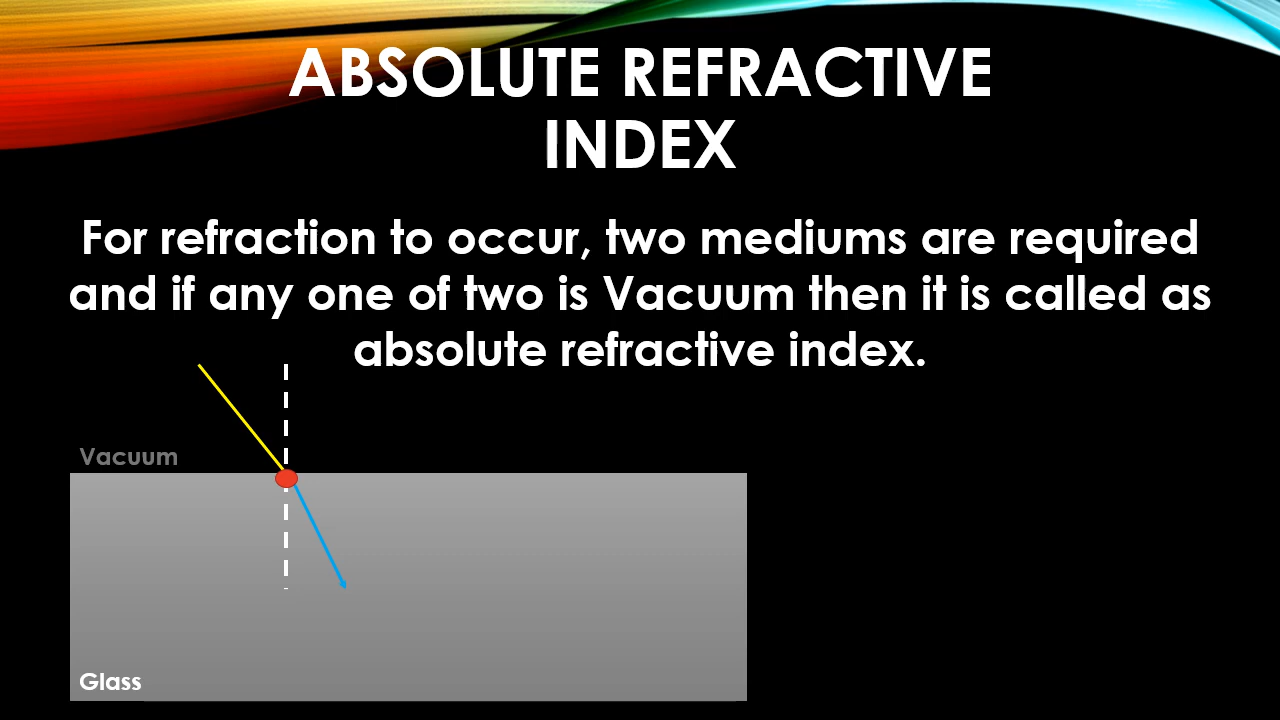 ABSOLUTE REFRACTIVE
INDEX
For refraction to occur, two mediums are required
and if any one of two is Vacuum then it is called as
absolute refractive index.
Vacuum
Glass